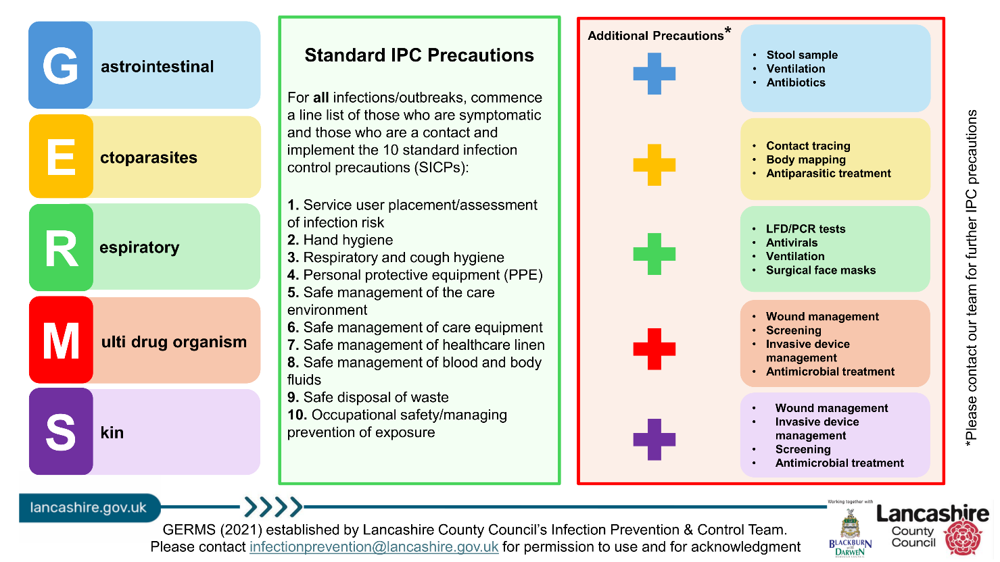 G astrointestinal
E ctoparasites
R espiratory
M ulti drug organism
S kin
Standard IPC Precautions
For all infections/outbreaks, commence
a line list of those who are symptomatic
and those who are a contact and
implement the 10 standard infection
control precautions (SICPs):
1. Service user placement/assessment
of infection risk
2. Hand hygiene
3. Respiratory and cough hygiene
4. Personal protective equipment (PPE)
5. Safe management of the care
environment
6. Safe management of care equipment
7. Safe management of healthcare linen
8. Safe management of blood and body
fluids
9. Safe disposal of waste
10. Occupational safety/managing
prevention of exposure
Additional Precautions*
• Stool sample
• Ventilation
• Antibiotics
• Contact tracing
• Body mapping
• Antiparasitic treatment
• LFD/PCR tests
• Antivirals
• Ventilation
• Surgical face masks
• Wound management
• Screening
• Invasive device
management
• Antimicrobial treatment
• Wound management
• Invasive device
management
• Screening
• Antimicrobial treatment
*Please contact our team for further IPC precautions
lancashire.gov.uk
GERMS (2021) established by Lancashire County Council's Infection Prevention & Control Team.
Please contact infectionprevention@lancashire.gov.uk for permission to use and for acknowledgment
Working together with
BLACKBURN
with
DARWEN
BOROUGH COUNCIL
Lancashire
County
Council